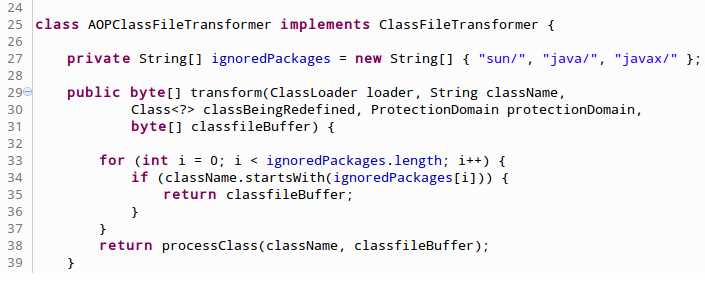 24
25 class AOPClassFileTransformer implements ClassFileTransformer {
26
27     private String[] ignoredPackages = new String[] { "sun/", "java/", "javax/" };
28
29     public byte[] transform(ClassLoader loader, String className,
30             Class<?> classBeingRedefined, ProtectionDomain protectionDomain,
31             byte[] classfileBuffer) {
32
33         for (int i = 0; i < ignoredPackages.length; i++) {
34             if (className.startsWith(ignoredPackages[i])) {
35                 return classfileBuffer;
36             }
37         }
38         return processClass(className, classfileBuffer);
39     }